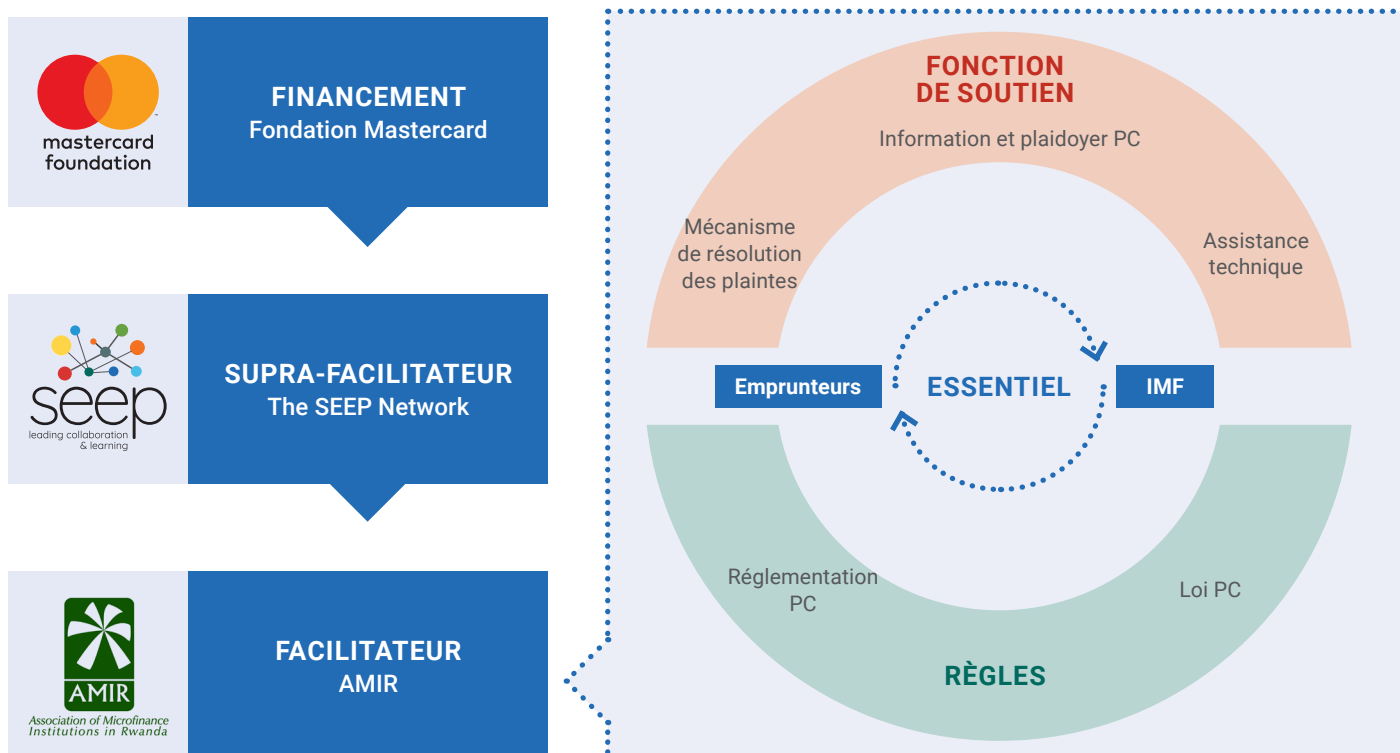 mastercard
foundation
FINANCEMENT
Fondation Mastercard
seep
leading collaboration
& learning
SUPRA-FACILITATEUR
The SEEP Network
AMIR
Association of Microfinance
Institutions in Rwanda
FACILITATEUR
AMIR
FONCTION
DE SOUTIEN
Information et plaidoyer PC
Mécanisme
de résolution
des plaintes
Assistance
technique
Emprunteurs
ESSENTIEL
IMF
Réglementation
PC
Loi PC
RÈGLES